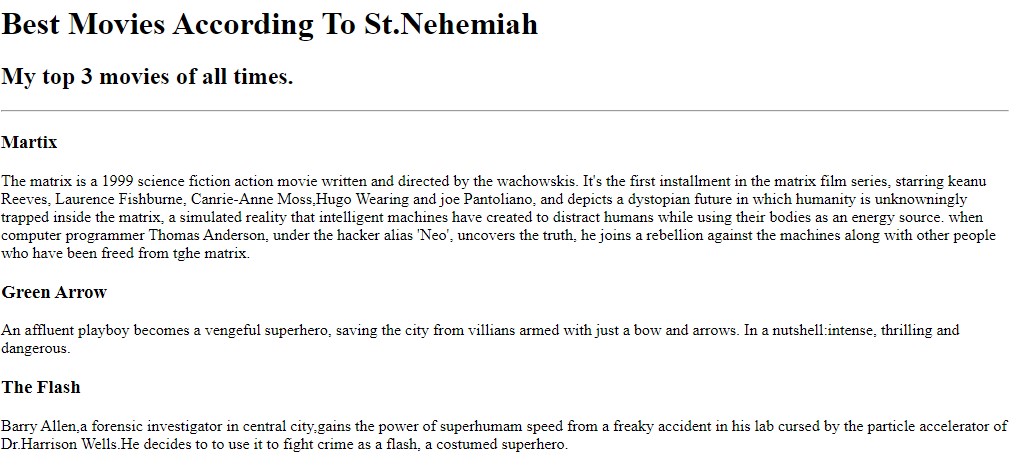 Best Movies According To St.Nehemiah
My top 3 movies of all times.
Martix
The matrix is a 1999 science fiction action movie written and directed by the wachowskis. It's the first installment in the matrix film series, starring keanu
Reeves, Laurence Fishburne, Canrie-Anne Moss,Hugo Wearing and joe Pantoliano, and depicts a dystopian future in which humanity is unknowningly
trapped inside the matrix, a simulated reality that intelligent machines have created to distract humans while using their bodies as an energy source. when
computer programmer Thomas Anderson, under the hacker alias 'Neo', uncovers the truth, he joins a rebellion against the machines along with other people
who have been freed from tghe matrix.
Green Arrow
An affluent playboy becomes a vengeful superhero, saving the city from villians armed with just a bow and arrows. In a nutshell:intense, thrilling and
dangerous.
The Flash
Barry Allen,a forensic investigator in central city,gains the power of superhumam speed from a freaky accident in his lab cursed by the particle accelerator of
Dr.Harrison Wells.He decides to to use it to fight crime as a flash, a costumed superhero.